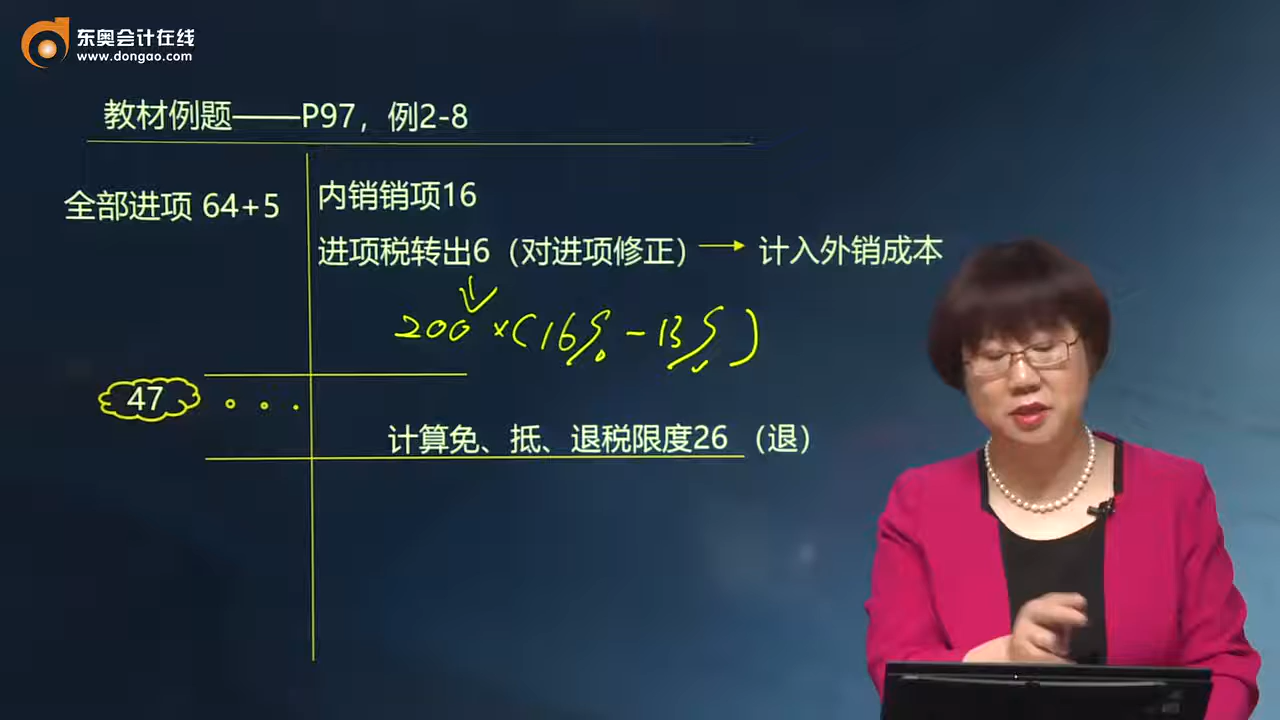 东奥会计在线
www.dongao.com
教材例题——P97，例2-8
全部进项 64+5
内销销项16
进项税转出6（对进项修正）
计入外销成本
200×(16%-13%)
47
计算免、抵、退税限度26（退）